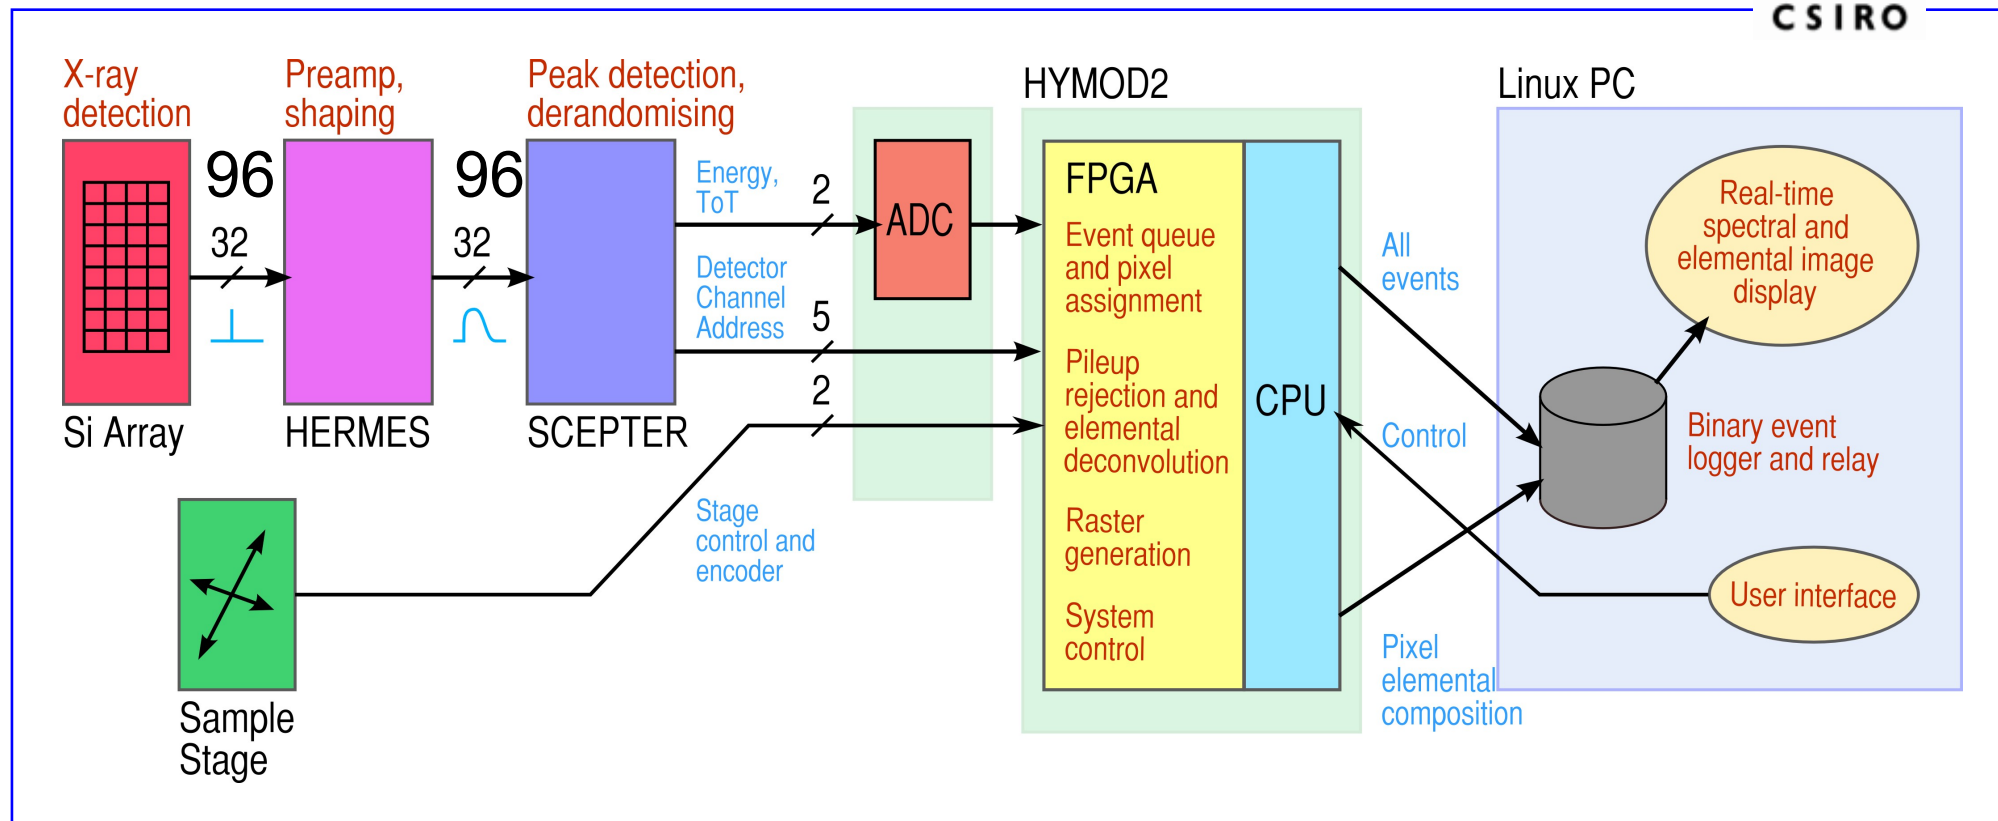 CSIRO
X-ray
detection
Preamp,
shaping
Peak detection,
derandomising
HYMOD2
Linux PC
96
32
96
32
Energy,
ToT
2
ADC
Detector
Channel
Address
5
2
Si Array
HERMES
SCEPTER
Stage
control and
encoder
Sample
Stage
FPGA
Event queue
and pixel
assignment
Pileup
rejection and
elemental
deconvolution
Raster
generation
System
control
CPU
All
events
Control
Pixel
elemental
composition
Real-time
spectral and
elemental image
display
Binary event
logger and relay
User interface